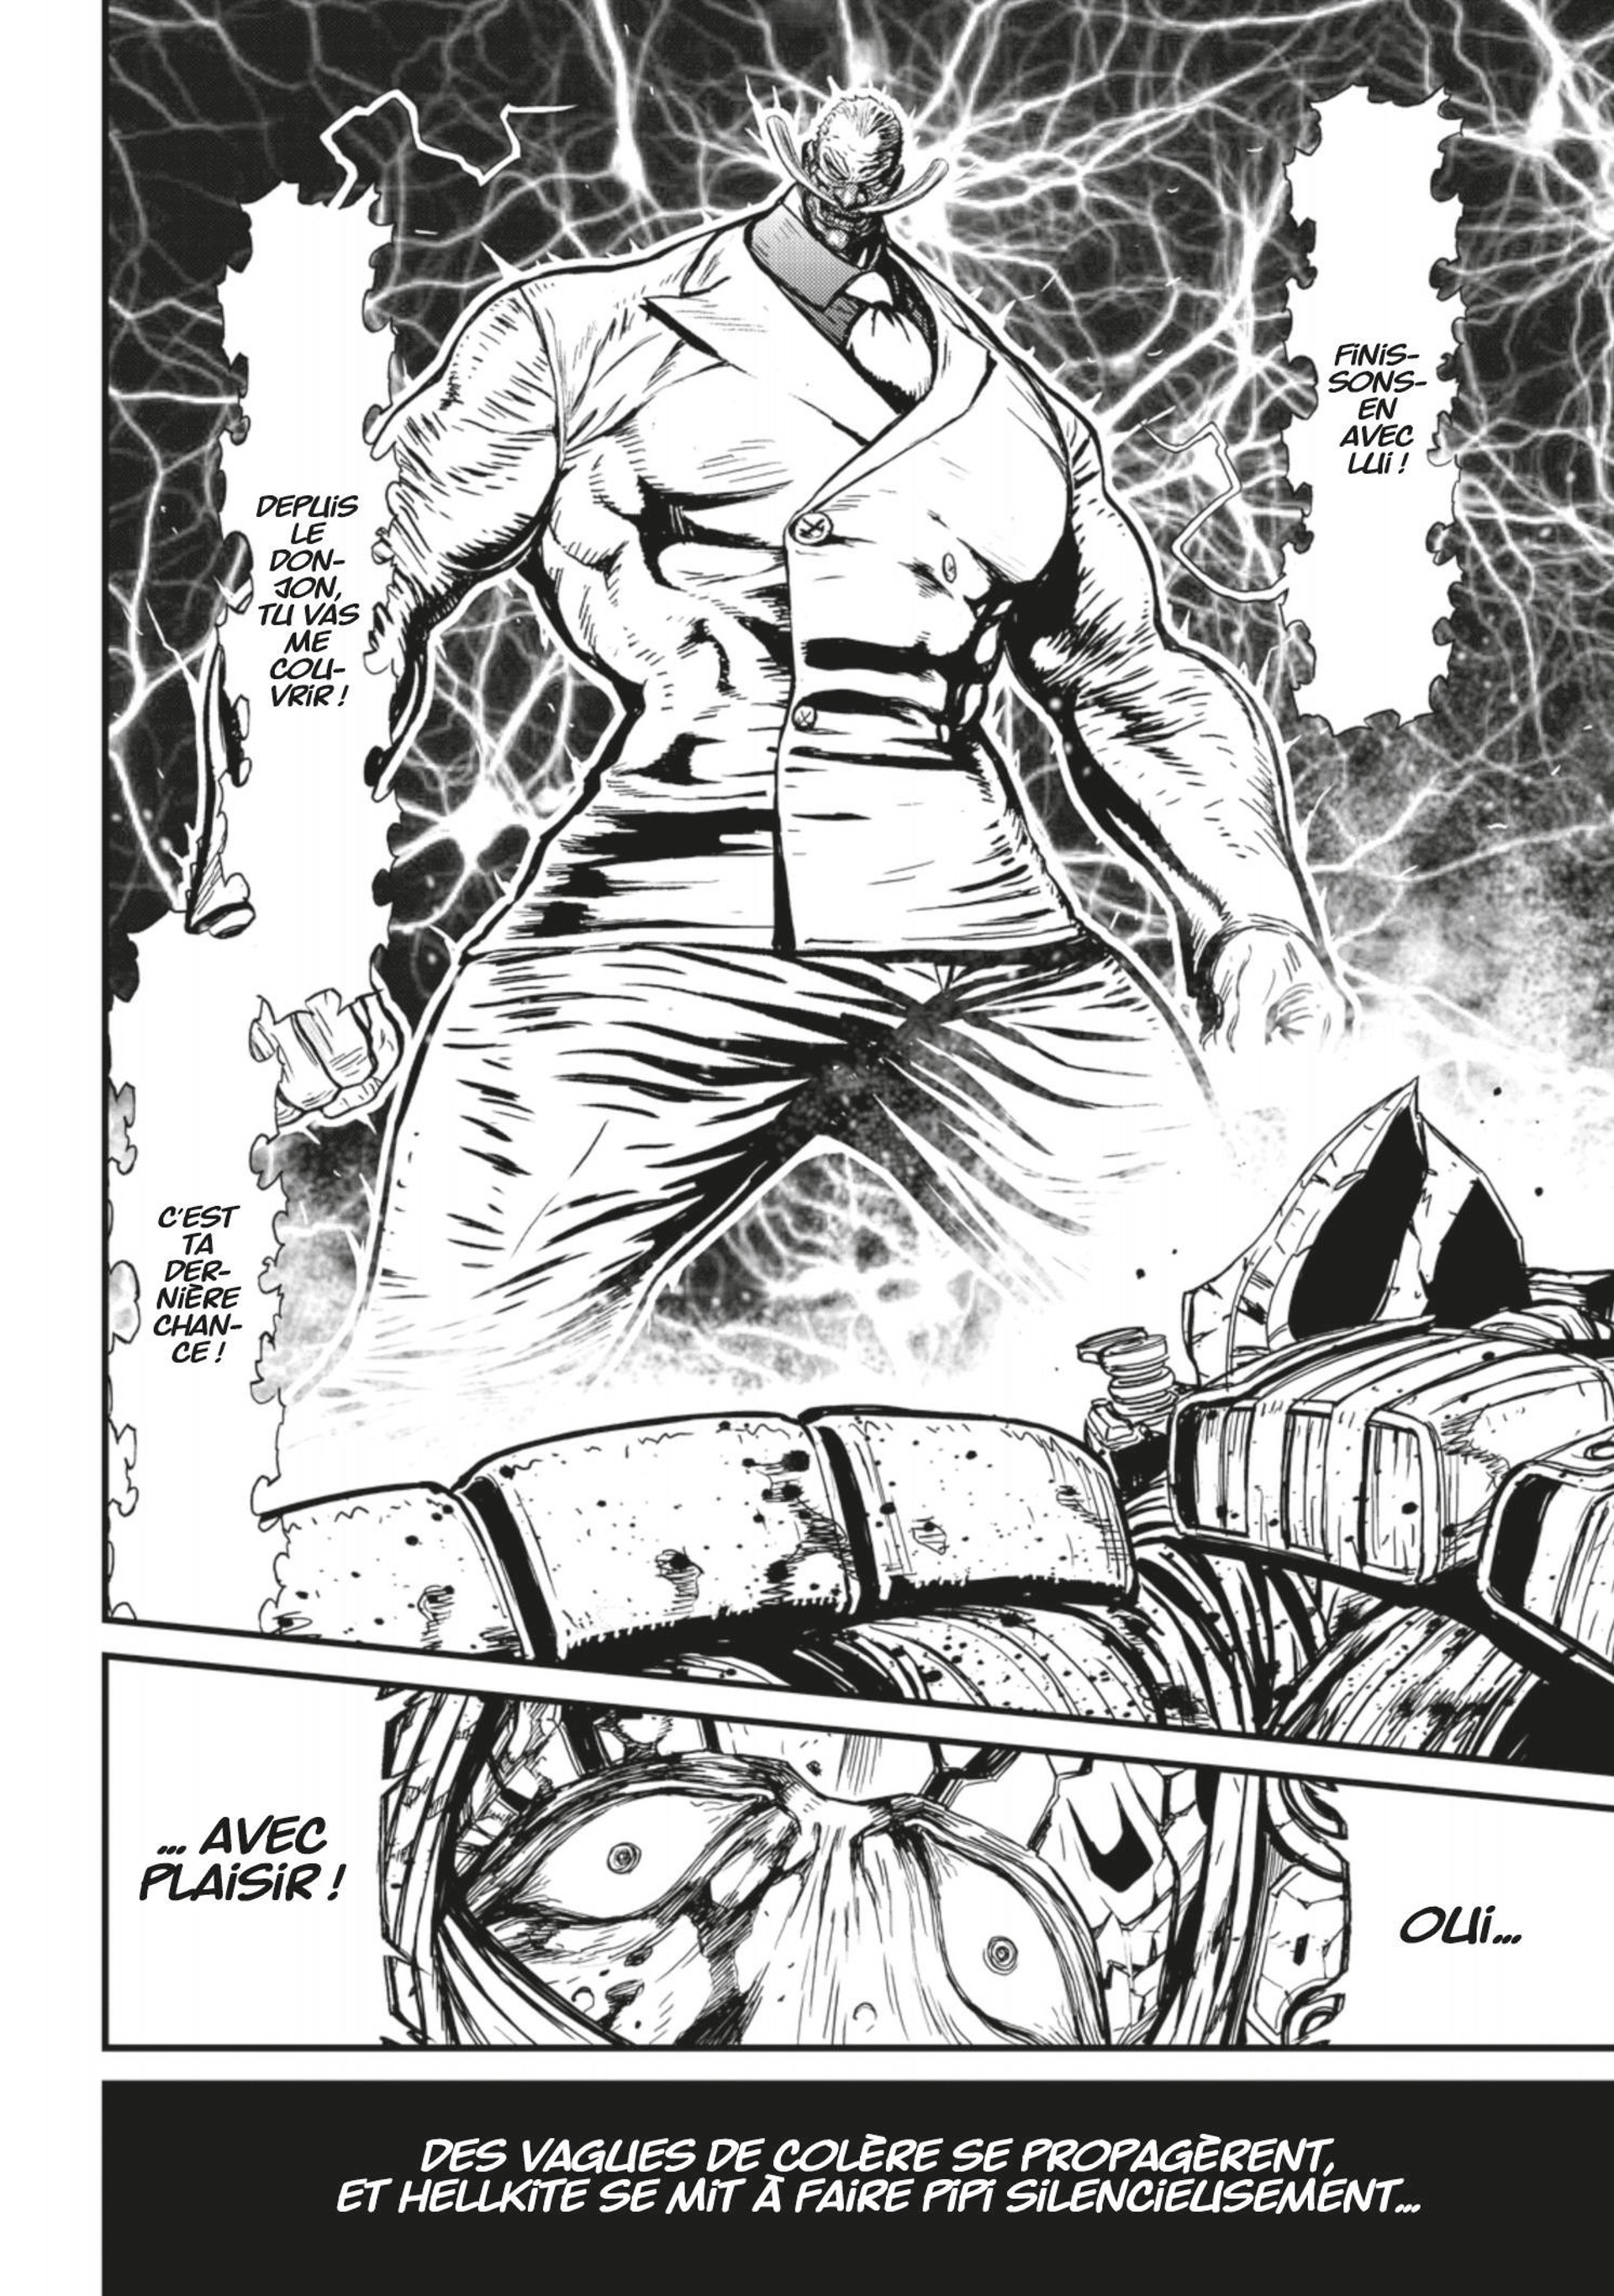 FINIS-
SONS-
EN
AVEC
LUI !
DEPUIS
LE
DON-
JON,
TU VAS
ME
COU-
VRIR !
C'EST
TA
DER-
NIÈRE
CHAN-
CE !
OUI...
... AVEC
PLAISIR !
DES VAGUES DE COLÈRE SE PROPAGÈRENT,
ET HELLKITE SE MIT À FAIRE PIPI SILENCIEUSEMENT...